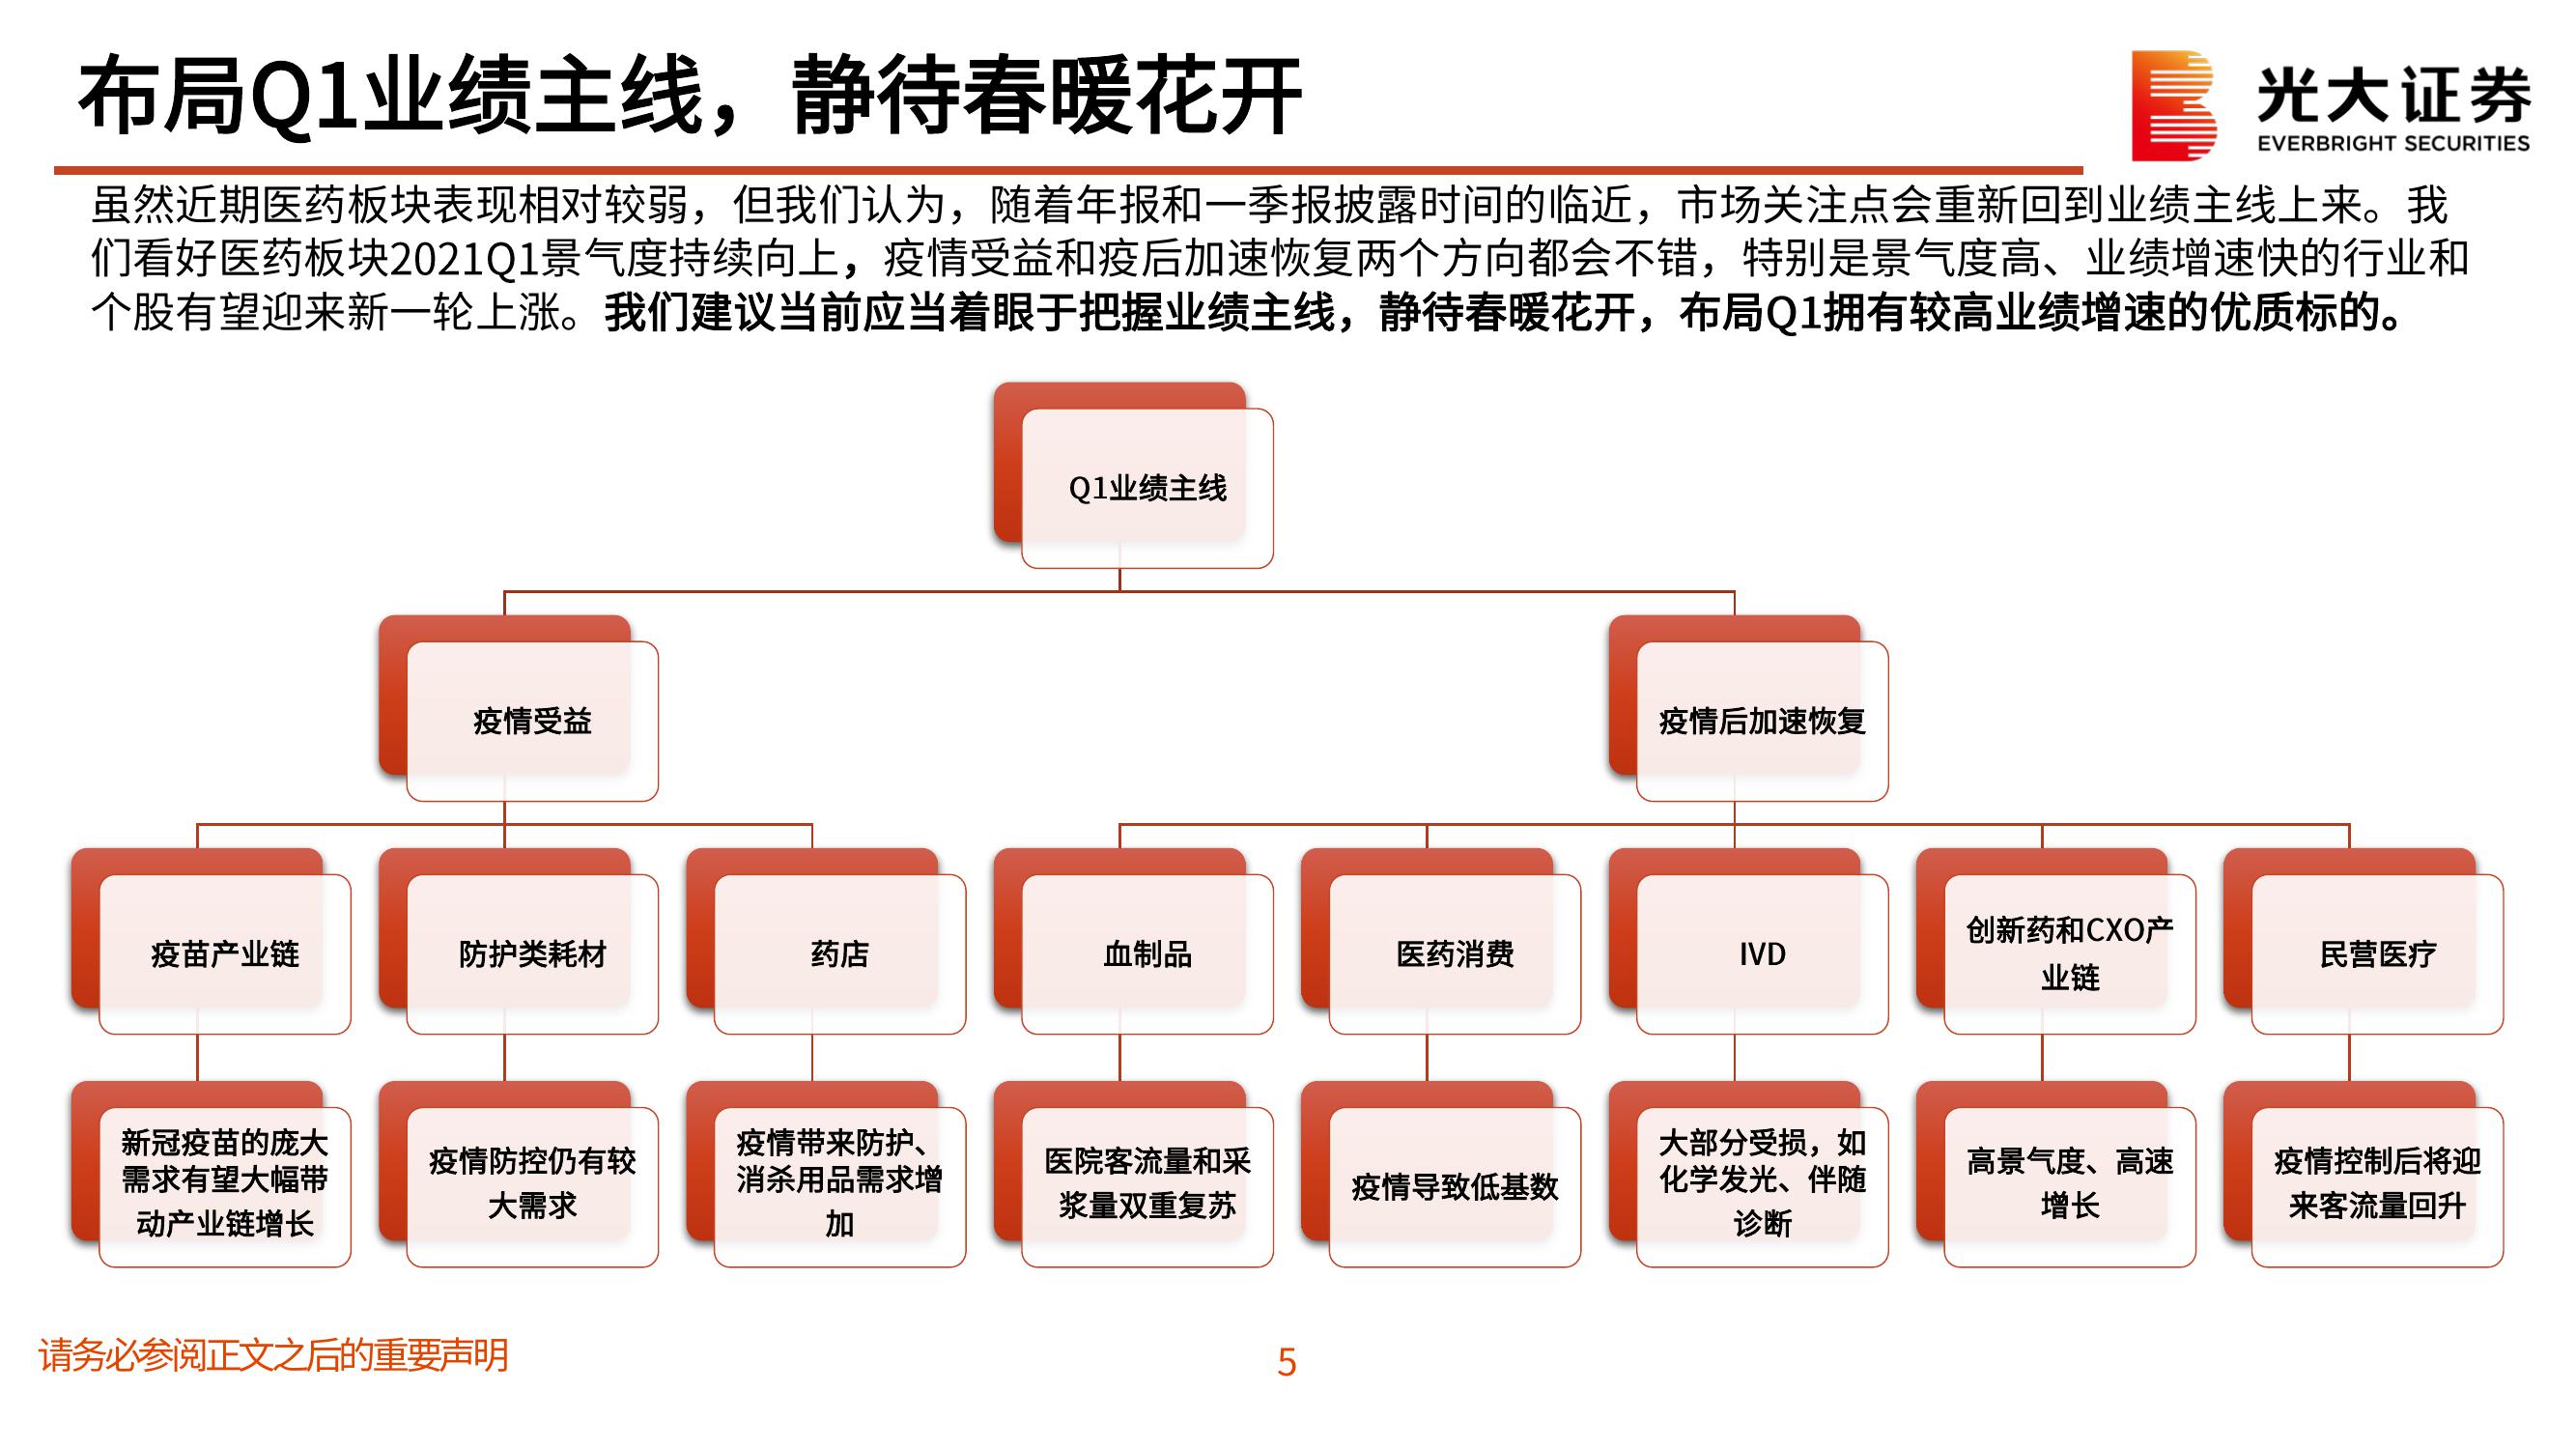 布局Q1业绩主线，静待春暖花开
光大证券
EVERBRIGHT SECURITIES
虽然近期医药板块表现相对较弱，但我们认为，随着年报和一季报披露时间的临近，市场关注点会重新回到业绩主线上来。我
们看好医药板块2021Q1景气度持续向上，疫情受益和疫后加速恢复两个方向都会不错，特别是景气度高、业绩增速快的行业和
个股有望迎来新一轮上涨。我们建议当前应当着眼于把握业绩主线，静待春暖花开，布局Q1拥有较高业绩增速的优质标的。
Q1业绩主线
疫情受益
疫情后加速恢复
疫苗产业链
防护类耗材
药店
血制品
医药消费
IVD
创新药和CXO产
业链
民营医疗
新冠疫苗的庞大
需求有望大幅带
动产业链增长
疫情防控仍有较
大需求
疫情带来防护、
消杀用品需求增
加
医院客流量和采
浆量双重复苏
疫情导致低基数
大部分受损，如
化学发光、伴随
诊断
高景气度、高速
增长
疫情控制后将迎
来客流量回升
请务必参阅正文之后的重要声明
5